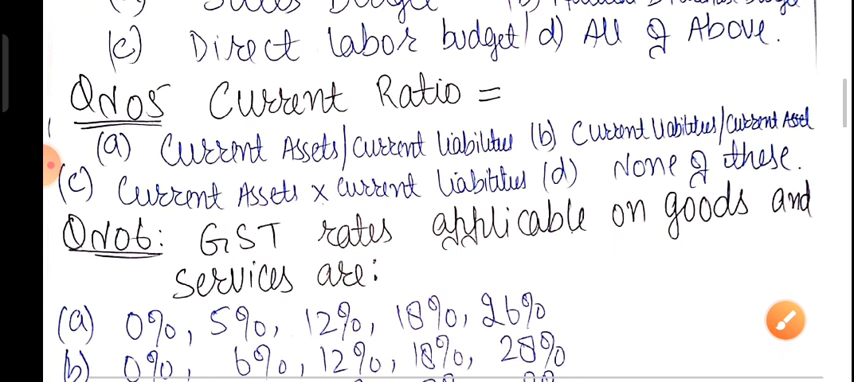 (c) Direct labor budget/ d) All of Above.
QNo5 Current Ratio =
(a) Current Assets/Current liabilities (b) Current liabilities/Current Asset
(c) Current Assets x Current liabilities (d) None of these.
QNo6: GST rates applicable on goods and
Services are:
(a) 0%, 5%, 12%, 18%, 26%
(b) 0%, 6%, 12%, 18%, 28%